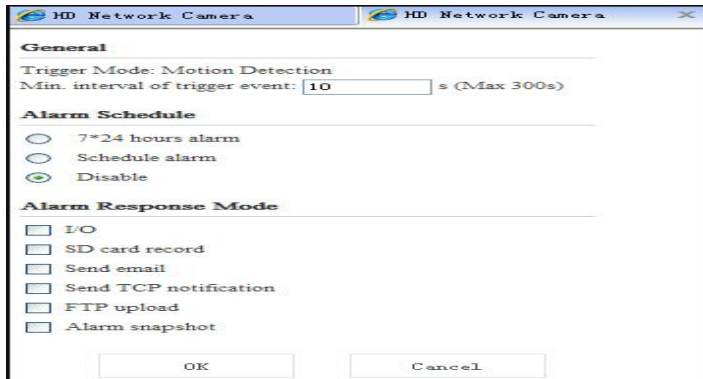 HD Network Camera HD Network Camera
General
Trigger Mode: Motion Detection
Min. interval of trigger event: 10 s (Max 300s)
Alarm Schedule
7*24 hours alarm
Schedule alarm
Disable
Alarm Response Mode
I/O
SD card record
Send email
Send TCP notification
FTP upload
Alarm snapshot
OK Cancel